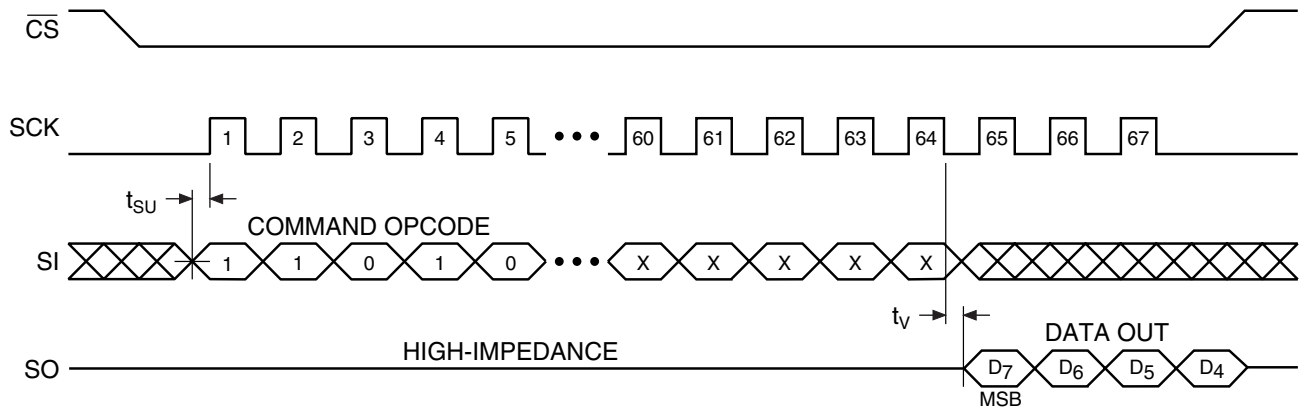 CS
SCK 1 2 3 4 5 ••• 60 61 62 63 64 65 66 67
tSU
COMMAND OPCODE
SI 1 1 0 1 0 ••• X X X X X
tV
DATA OUT
HIGH-IMPEDANCE
SO D7 D6 D5 D4
MSB